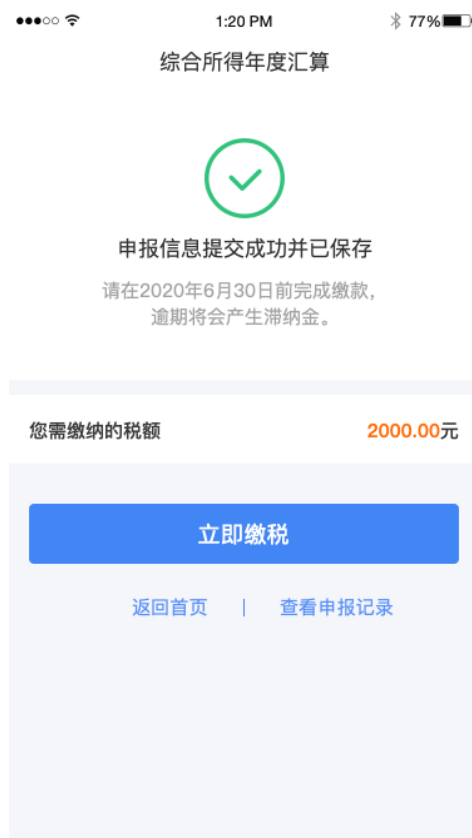 1:20 PM
77%
综合所得年度汇算
申报信息提交成功并已保存
请在2020年6月30日前完成缴款，
逾期将会产生滞纳金。
您需缴纳的税额 2000.00元
立即缴税
返回首页 | 查看申报记录